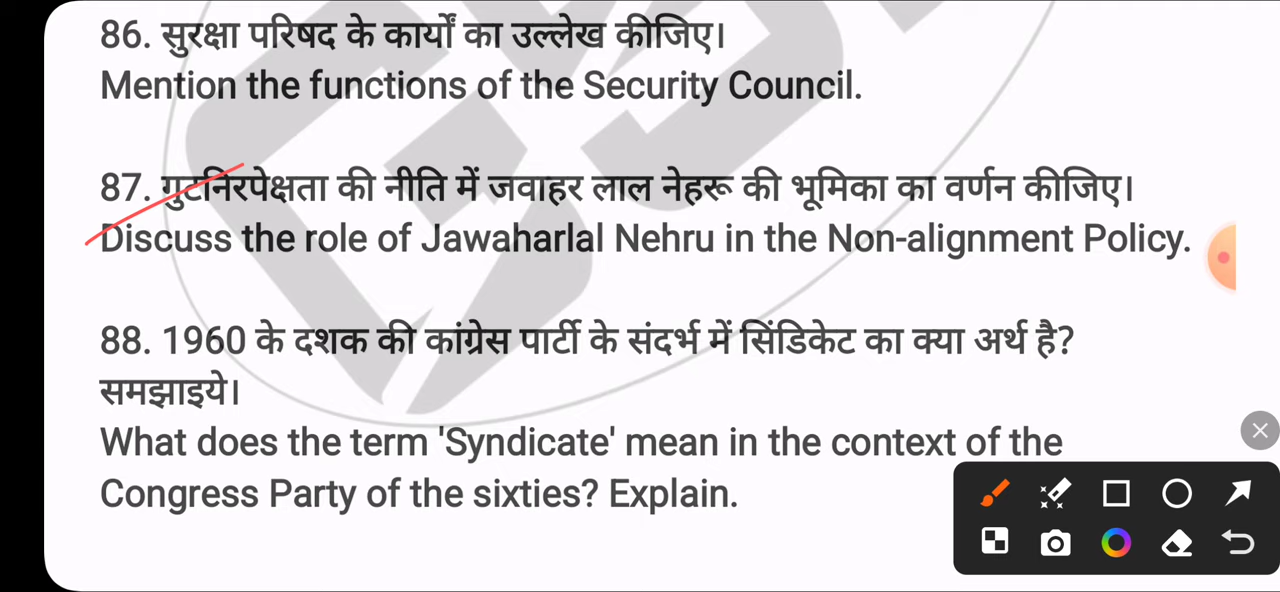 86. सुरक्षा परिषद के कार्यों का उल्लेख कीजिए।
Mention the functions of the Security Council.
87. गुटनिरपेक्षता की नीति में जवाहर लाल नेहरू की भूमिका का वर्णन कीजिए।
Discuss the role of Jawaharlal Nehru in the Non-alignment Policy.
88. 1960 के दशक की कांग्रेस पार्टी के संदर्भ में सिंडिकेट का क्या अर्थ है?
समझाइये।
What does the term 'Syndicate' mean in the context of the
Congress Party of the sixties? Explain.